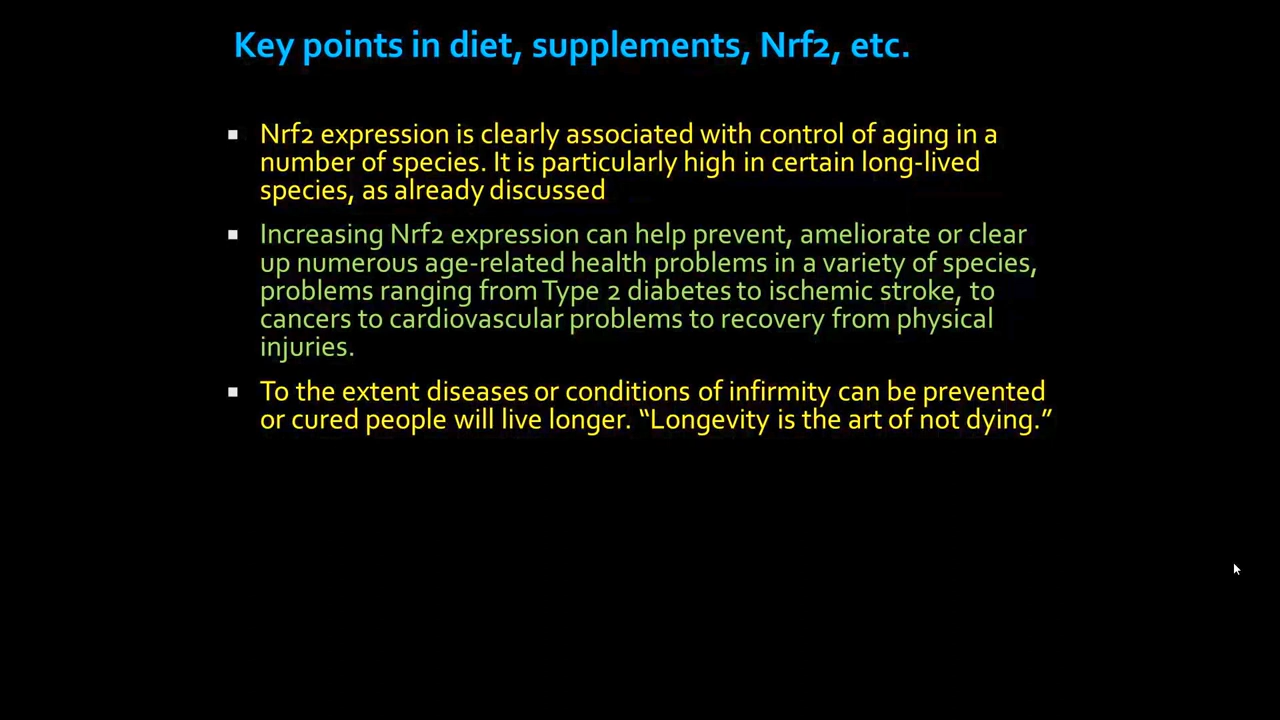 Key points in diet, supplements, Nrf2, etc.
Nrf2 expression is clearly associated with control of aging in a
number of species. It is particularly high in certain long-lived
species, as already discussed
Increasing Nrf2 expression can help prevent, ameliorate or clear
up numerous age-related health problems in a variety of species,
problems ranging from Type 2 diabetes to ischemic stroke, to
cancers to cardiovascular problems to recovery from physical
injuries.
To the extent diseases or conditions of infirmity can be prevented
or cured people will live longer. “Longevity is the art of not dying.”